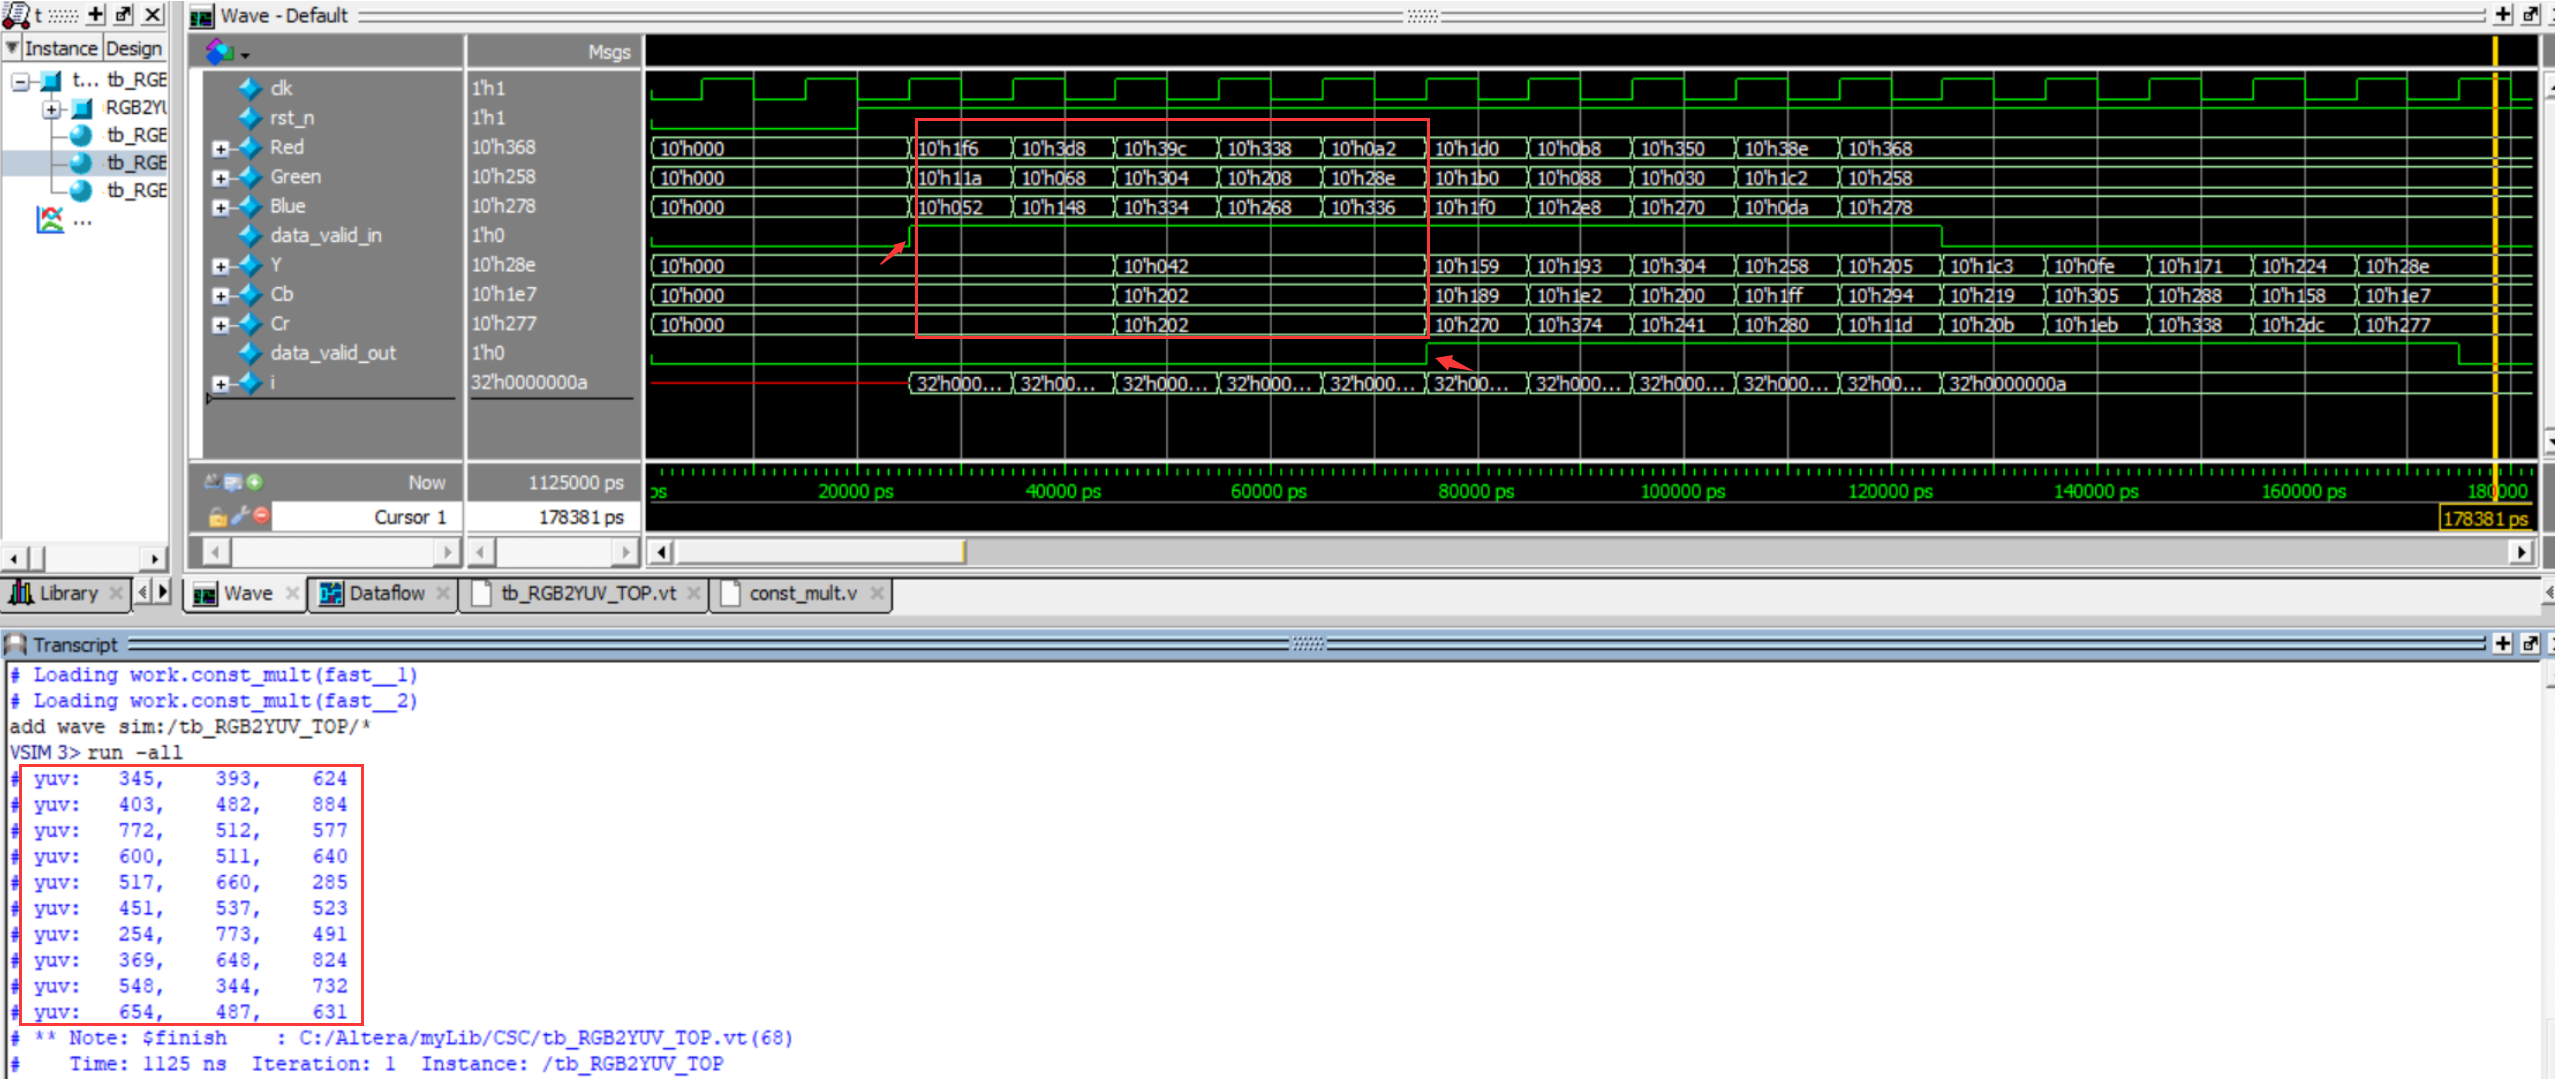 t
Wave - Default
Instance Design
Msgs
t... tb_RGB
RGB2YU
tb_RGB
tb_RGB
tb_RGB
...
clk 1'h1
rst_n 1'h1
Red 10'h368 10'h000 10'h1f6 10'h3d8 10'h39c 10'h338 10'h0a2 10'h1d0 10'h0b8 10'h350 10'h38e 10'h368
Green 10'h258 10'h000 10'h11a 10'h068 10'h304 10'h208 10'h28e 10'h1b0 10'h088 10'h030 10'h1c2 10'h258
Blue 10'h278 10'h000 10'h052 10'h148 10'h334 10'h268 10'h336 10'h1f0 10'h2e8 10'h270 10'h0da 10'h278
data_valid_in 1'h0
Y 10'h28e 10'h000 10'h042 10'h159 10'h193 10'h304 10'h258 10'h205 10'h1c3 10'h0fe 10'h171 10'h224 10'h28e
Cb 10'h1e7 10'h000 10'h202 10'h189 10'h1e2 10'h200 10'h1ff 10'h294 10'h219 10'h305 10'h288 10'h158 10'h1e7
Cr 10'h277 10'h000 10'h202 10'h270 10'h374 10'h241 10'h280 10'h11d 10'h20b 10'h1eb 10'h338 10'h2dc 10'h277
data_valid_out 1'h0
i 32'h0000000a 32'h000... 32'h00... 32'h000... 32'h000... 32'h000... 32'h00... 32'h000... 32'h000... 32'h000... 32'h00... 32'h0000000a
Now 1125000 ps
ps 20000 ps 40000 ps 60000 ps 80000 ps 100000 ps 120000 ps 140000 ps 160000 ps 180000
Cursor 1 178381 ps 178381 ps
Library Wave Dataflow tb_RGB2YUV_TOP.vt const_mult.v
Transcript
# Loading work.const_mult(fast__1)
# Loading work.const_mult(fast__2)
add wave sim:/tb_RGB2YUV_TOP/*
VSIM 3> run -all
# yuv: 345, 393, 624
# yuv: 403, 482, 884
# yuv: 772, 512, 577
# yuv: 600, 511, 640
# yuv: 517, 660, 285
# yuv: 451, 537, 523
# yuv: 254, 773, 491
# yuv: 369, 648, 824
# yuv: 548, 344, 732
# yuv: 654, 487, 631
# ** Note: $finish : C:/Altera/myLib/CSC/tb_RGB2YUV_TOP.vt(68)
# Time: 1125 ns Iteration: 1 Instance: /tb_RGB2YUV_TOP